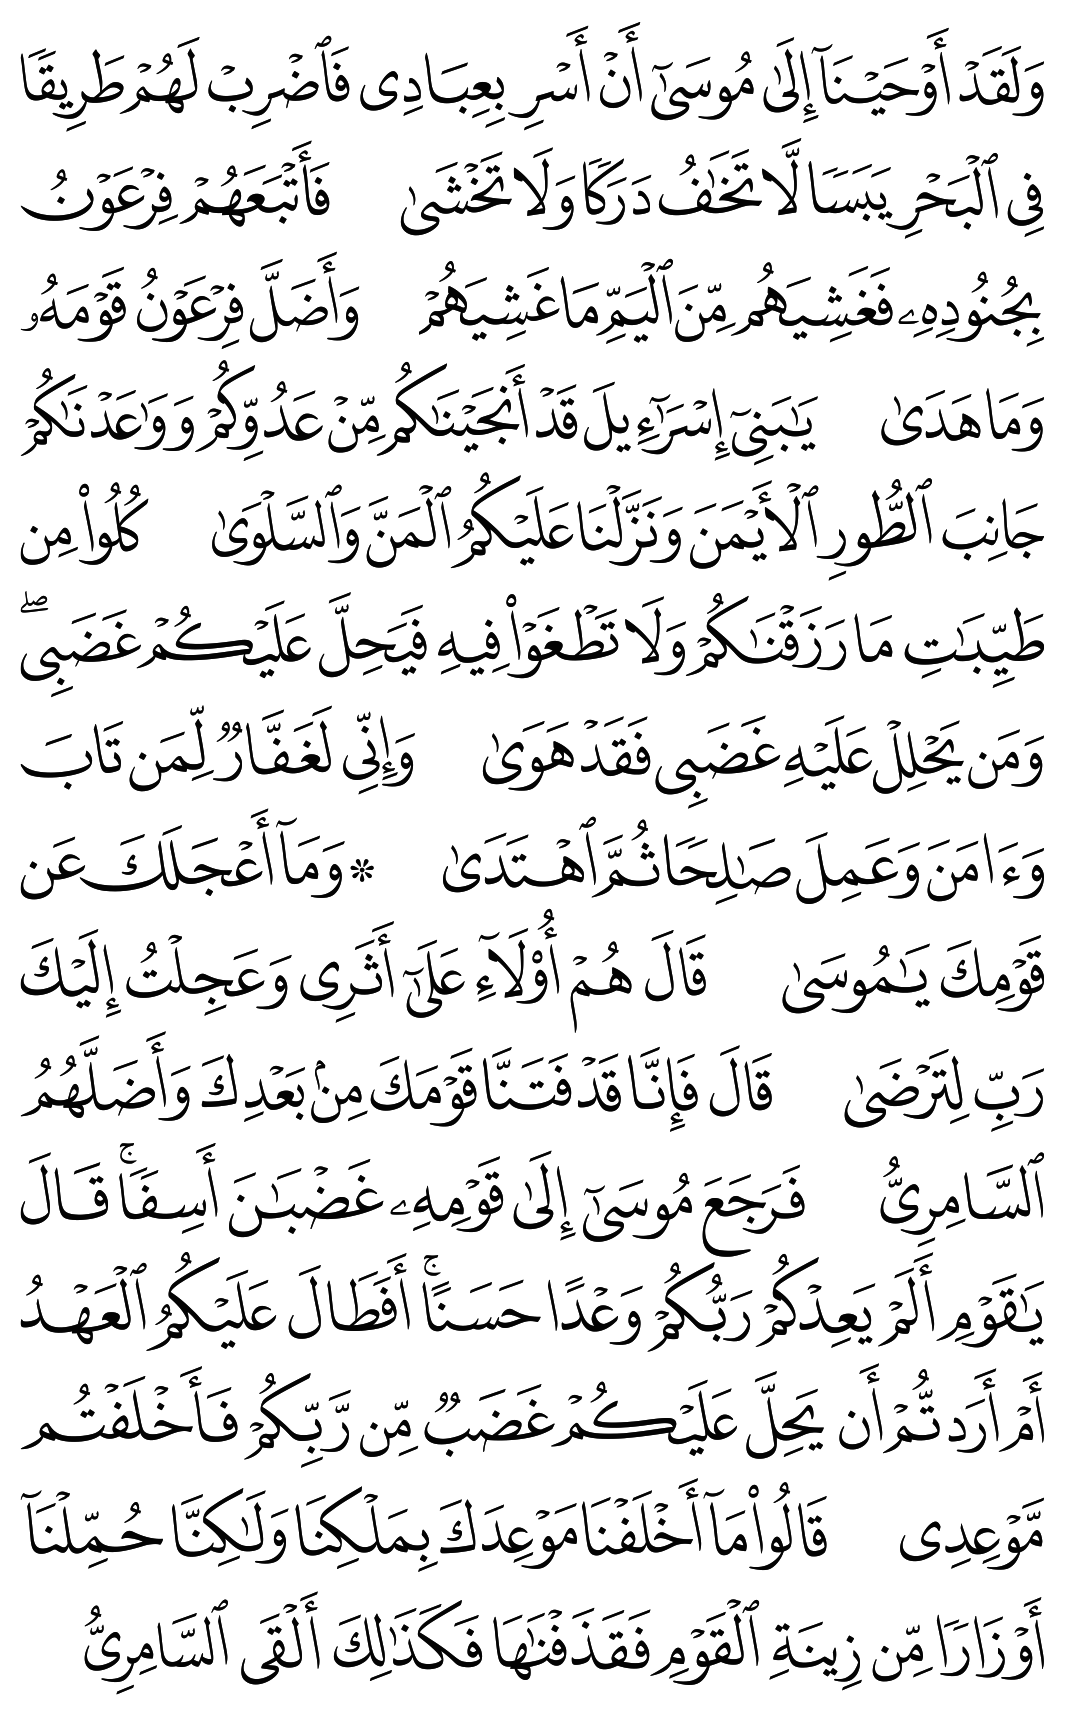 وَلَقَدْ أَوْحَيْنَآ إِلَىٰ مُوسَىٰٓ أَنْ أَسْرِ بِعِبَادِى فَٱضْرِبْ لَهُمْ طَرِيقًا
فِى ٱلْبَحْرِ يَبَسًا لَّا تَخَٰفُ دَرَكًا وَلَا تَخْشَىٰ فَأَتْبَعَهُمْ فِرْعَوْنُ
بِجُنُودِهِۦ فَغَشِيَهُم مِّنَ ٱلْيَمِّ مَا غَشِيَهُمْ وَأَضَلَّ فِرْعَوْنُ قَوْمَهُۥ
وَمَا هَدَىٰ يَٰبَنِىٓ إِسْرَٰٓءِيلَ قَدْ أَنجَيْنَٰكُم مِّنْ عَدُوِّكُمْ وَوَٰعَدْنَٰكُمْ
جَانِبَ ٱلطُّورِ ٱلْأَيْمَنَ وَنَزَّلْنَا عَلَيْكُمُ ٱلْمَنَّ وَٱلسَّلْوَىٰ كُلُوا۟ مِن
طَيِّبَٰتِ مَا رَزَقْنَٰكُمْ وَلَا تَطْغَوْا۟ فِيهِ فَيَحِلَّ عَلَيْكُمْ غَضَبِىۖ
وَمَن يَحْلِلْ عَلَيْهِ غَضَبِى فَقَدْ هَوَىٰ وَإِنِّى لَغَفَّارٌ لِّمَن تَابَ
وَءَامَنَ وَعَمِلَ صَٰلِحًا ثُمَّ ٱهْتَدَىٰ * وَمَآ أَعْجَلَكَ عَن
قَوْمِكَ يَٰمُوسَىٰ قَالَ هُمْ أُو۟لَآءِ عَلَىٰٓ أَثَرِى وَعَجِلْتُ إِلَيْكَ
رَبِّ لِتَرْضَىٰ قَالَ فَإِنَّا قَدْ فَتَنَّا قَوْمَكَ مِنۢ بَعْدِكَ وَأَضَلَّهُمُ
ٱلسَّامِرِىُّ فَرَجَعَ مُوسَىٰٓ إِلَىٰ قَوْمِهِۦ غَضْبَٰنَ أَسِفًاۚ قَالَ
يَٰقَوْمِ أَلَمْ يَعِدْكُمْ رَبُّكُمْ وَعْدًا حَسَنًاۚ أَفَطَالَ عَلَيْكُمُ ٱلْعَهْدُ
أَمْ أَرَدتُّمْ أَن يَحِلَّ عَلَيْكُمْ غَضَبٌ مِّن رَّبِّكُمْ فَأَخْلَفْتُم
مَّوْعِدِى قَالُوا۟ مَآ أَخْلَفْنَا مَوْعِدَكَ بِمَلْكِنَا وَلَٰكِنَّا حُمِّلْنَآ
أَوْزَارًا مِّن زِينَةِ ٱلْقَوْمِ فَقَذَفْنَٰهَا فَكَذَٰلِكَ أَلْقَى ٱلسَّامِرِىُّ